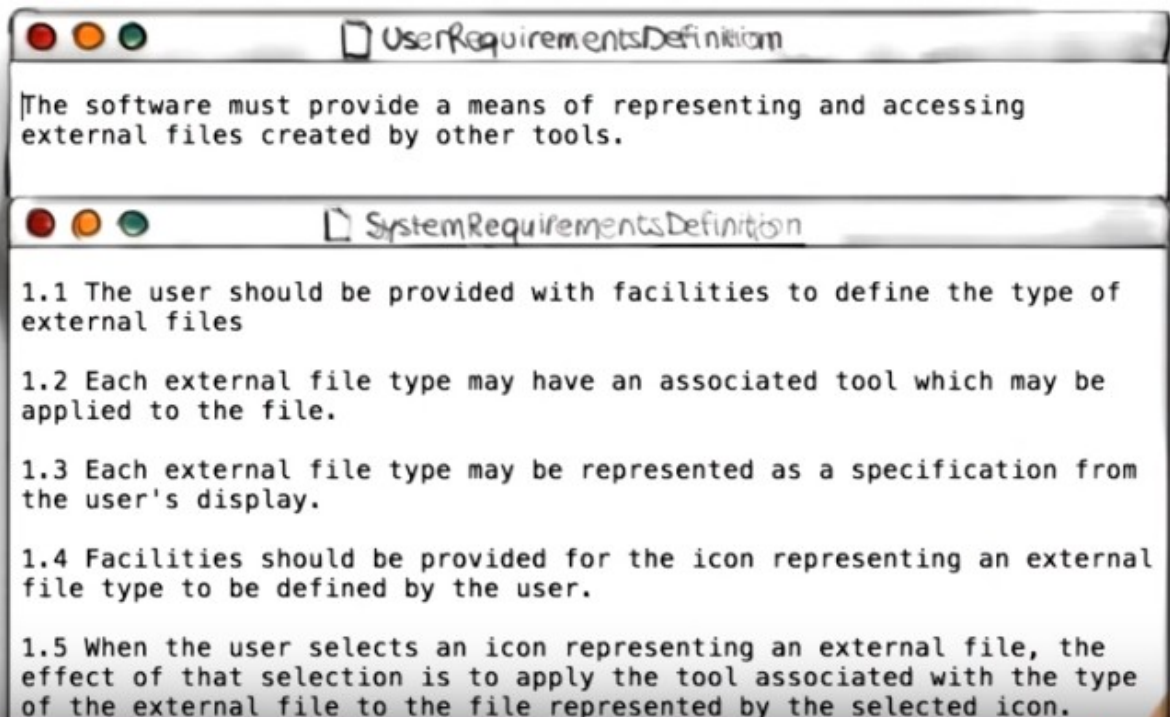 UserRequirementsDefinition
The software must provide a means of representing and accessing
external files created by other tools.
SystemRequirementsDefinition
1.1 The user should be provided with facilities to define the type of
external files
1.2 Each external file type may have an associated tool which may be
applied to the file.
1.3 Each external file type may be represented as a specification from
the user's display.
1.4 Facilities should be provided for the icon representing an external
file type to be defined by the user.
1.5 When the user selects an icon representing an external file, the
effect of that selection is to apply the tool associated with the type
of the external file to the file represented by the selected icon.